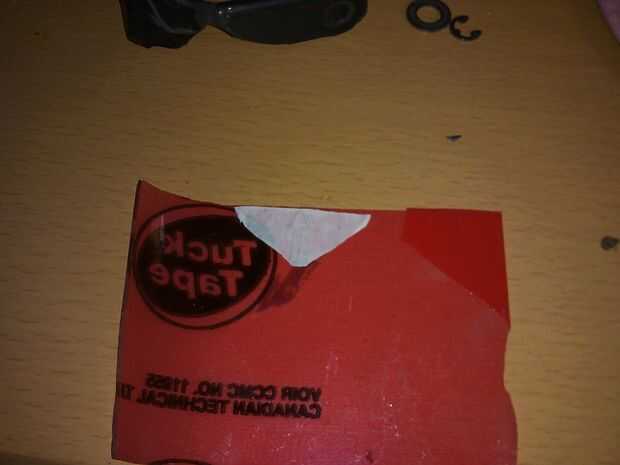 Tuck
Tape
VOIR CCMC NO. 11955
CANADIAN TECHNICAL